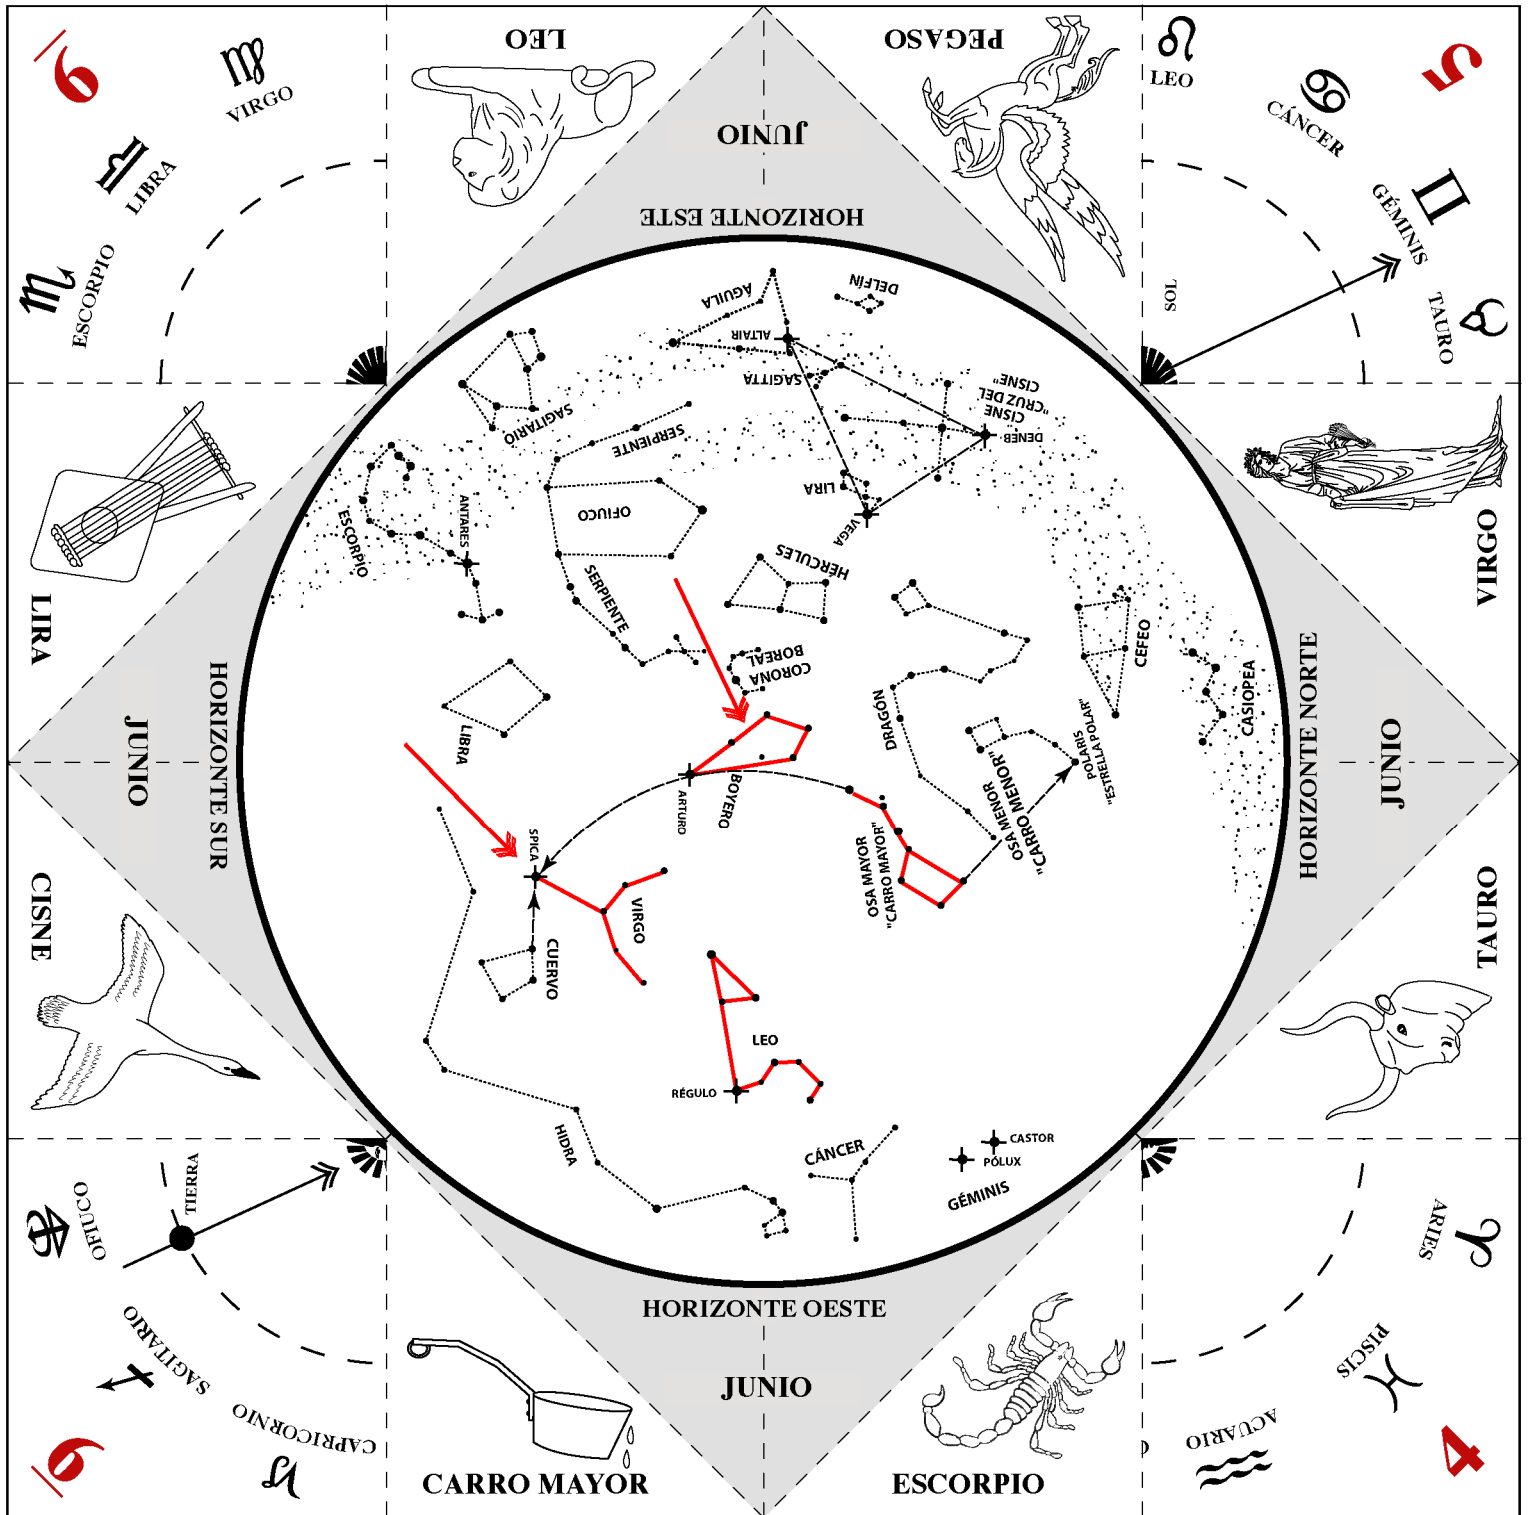 6
VIRGO
LIBRA
ESCORPIO
LEO
PEGASO
LEO
CÁNCER
GÉMINIS
TAURO
5
SOL
JUNIO
HORIZONTE ESTE
LIRA
JUNIO
HORIZONTE SUR
CISNE
VIRGO
HORIZONTE NORTE
JUNIO
TAURO
ÁGUILA
DELFÍN
ALTAIR
SAGITTA
CISNE
"CRUZ DEL
CISNE"
DENEB
SAGITARIO
SERPIENTE
LIRA
VEGA
ESCORPIO
ANTARES
OFIUCO
HÉRCULES
SERPIENTE
CORONA
BOREAL
CEFEO
CASIOPEA
LIBRA
DRAGÓN
POLARIS
"ESTRELLA POLAR"
OSA MENOR
"CARRO MENOR"
BOYERO
ARTURO
SPICA
OSA MAYOR
"CARRO MAYOR"
VIRGO
CUERVO
LEO
RÉGULO
HIDRA
CÁNCER
CASTOR
PÓLUX
GÉMINIS
HORIZONTE OESTE
JUNIO
TIERRA
OFIUCO
SAGITARIO
CAPRICORNIO
6
CARRO MAYOR
ESCORPIO
ARIES
PISCIS
ACUARIO
4